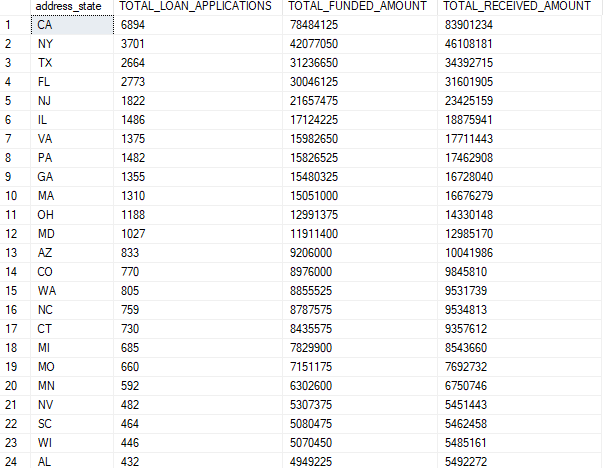 address_state TOTAL_LOAN_APPLICATIONS TOTAL_FUNDED_AMOUNT TOTAL_RECEIVED_AMOUNT
1 CA 6894 78484125 83901234
2 NY 3701 42077050 46108181
3 TX 2664 31236650 34392715
4 FL 2773 30046125 31601905
5 NJ 1822 21657475 23425159
6 IL 1486 17124225 18875941
7 VA 1375 15982650 17711443
8 PA 1482 15826525 17462908
9 GA 1355 15480325 16728040
10 MA 1310 15051000 16676279
11 OH 1188 12991375 14330148
12 MD 1027 11911400 12985170
13 AZ 833 9206000 10041986
14 CO 770 8976000 9845810
15 WA 805 8855525 9531739
16 NC 759 8787575 9534813
17 CT 730 8435575 9357612
18 MI 685 7829900 8543660
19 MO 660 7151175 7692732
20 MN 592 6302600 6750746
21 NV 482 5307375 5451443
22 SC 464 5080475 5462458
23 WI 446 5070450 5485161
24 AL 432 4949225 5492272